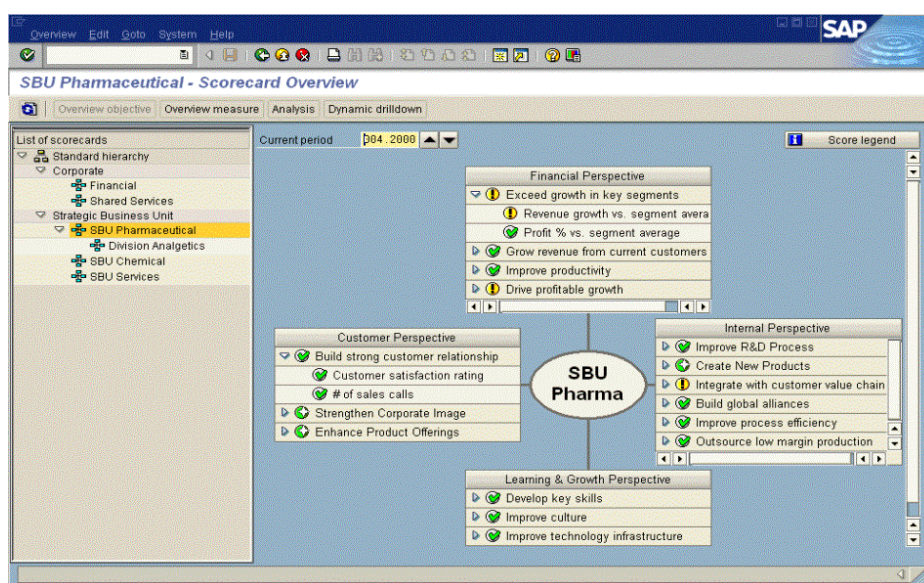 Overview Edit Goto System Help
SAP
SBU Pharmaceutical - Scorecard Overview
Overview objective Overview measure Analysis Dynamic drilldown
List of scorecards
Standard hierarchy
Corporate
Financial
Shared Services
Strategic Business Unit
SBU Pharmaceutical
Division Analgetics
SBU Chemical
SBU Services
Current period 004.2000
Score legend
Financial Perspective
Exceed growth in key segments
Revenue growth vs. segment avera
Profit % vs. segment average
Grow revenue from current customers
Improve productivity
Drive profitable growth
Customer Perspective
Build strong customer relationship
Customer satisfaction rating
# of sales calls
Strengthen Corporate Image
Enhance Product Offerings
SBU
Pharma
Internal Perspective
Improve R&D Process
Create New Products
Integrate with customer value chain
Build global alliances
Improve process efficiency
Outsource low margin production
Learning & Growth Perspective
Develop key skills
Improve culture
Improve technology infrastructure